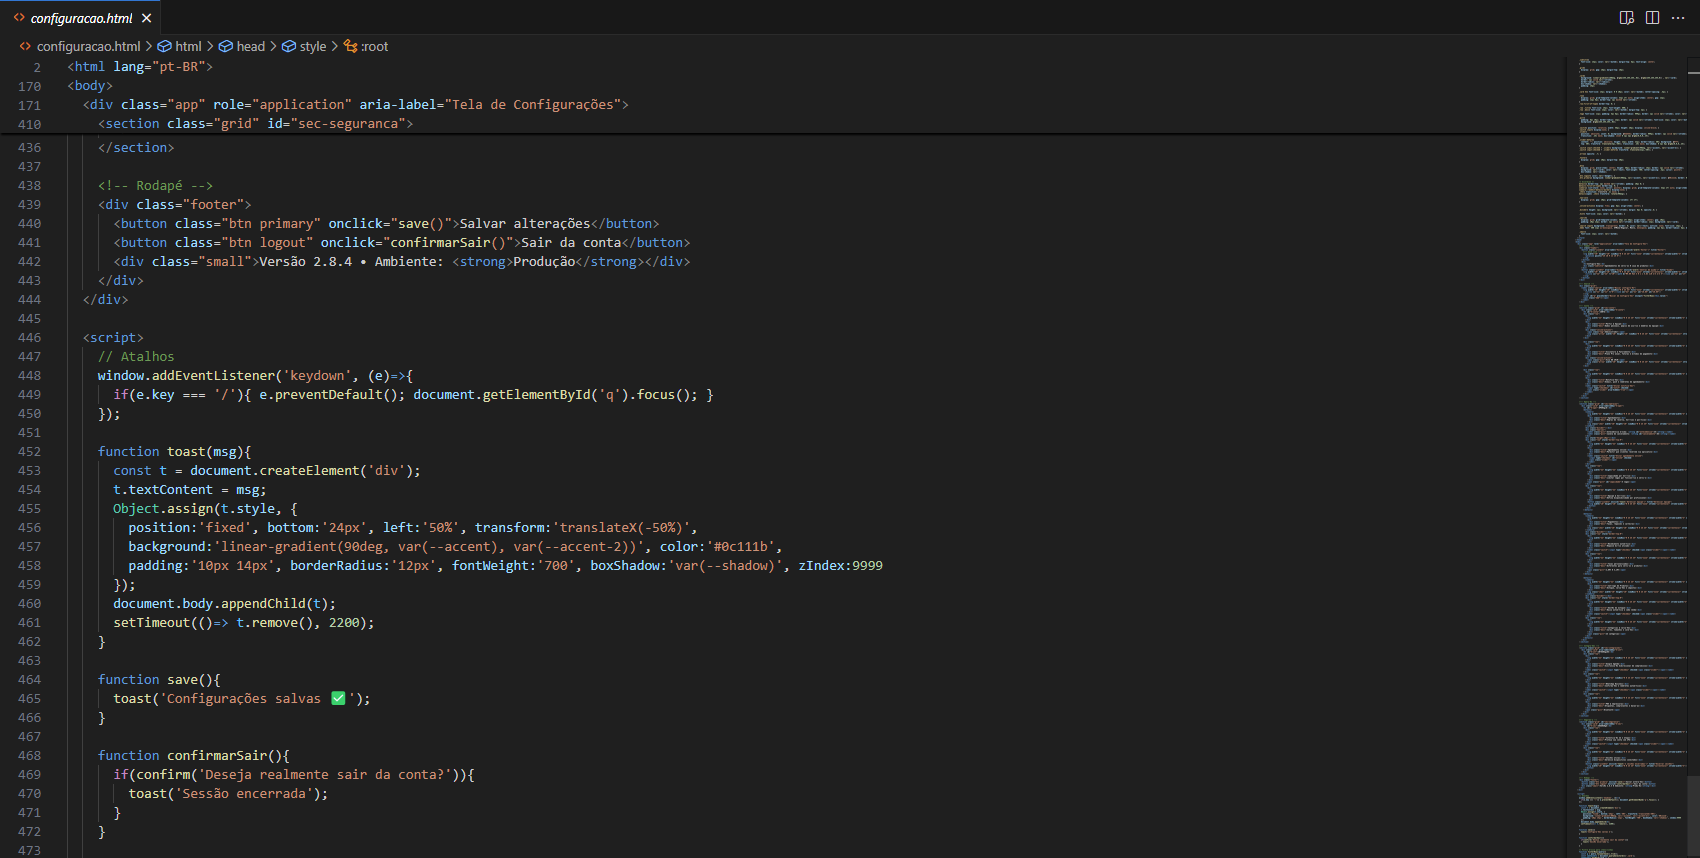 configuracao.html
configuracao.html > html > head > style > :root
2 <html lang="pt-BR">
170 <body>
171 <div class="app" role="application" aria-label="Tela de Configurações">
410 <section class="grid" id="sec-seguranca">
436 </section>
437
438 <!-- Rodapé -->
439 <div class="footer">
440 <button class="btn primary" onclick="save()">Salvar alterações</button>
441 <button class="btn logout" onclick="confirmarSair()">Sair da conta</button>
442 <div class="small">Versão 2.8.4 • Ambiente: <strong>Produção</strong></div>
443 </div>
444 </div>
445
446 <script>
447 // Atalhos
448 window.addEventListener('keydown', (e)=>{
449 if(e.key === '/'){ e.preventDefault(); document.getElementById('q').focus(); }
450 });
451
452 function toast(msg){
453 const t = document.createElement('div');
454 t.textContent = msg;
455 Object.assign(t.style, {
456 position:'fixed', bottom:'24px', left:'50%', transform:'translateX(-50%)',
457 background:'linear-gradient(90deg, var(--accent), var(--accent-2))', color:'#0c111b',
458 padding:'10px 14px', borderRadius:'12px', fontWeight:'700', boxShadow:'var(--shadow)', zIndex:9999
459 });
460 document.body.appendChild(t);
461 setTimeout(()=> t.remove(), 2200);
462 }
463
464 function save(){
465 toast('Configurações salvas ✅');
466 }
467
468 function confirmarSair(){
469 if(confirm('Deseja realmente sair da conta?')){
470 toast('Sessão encerrada');
471 }
472 }
473